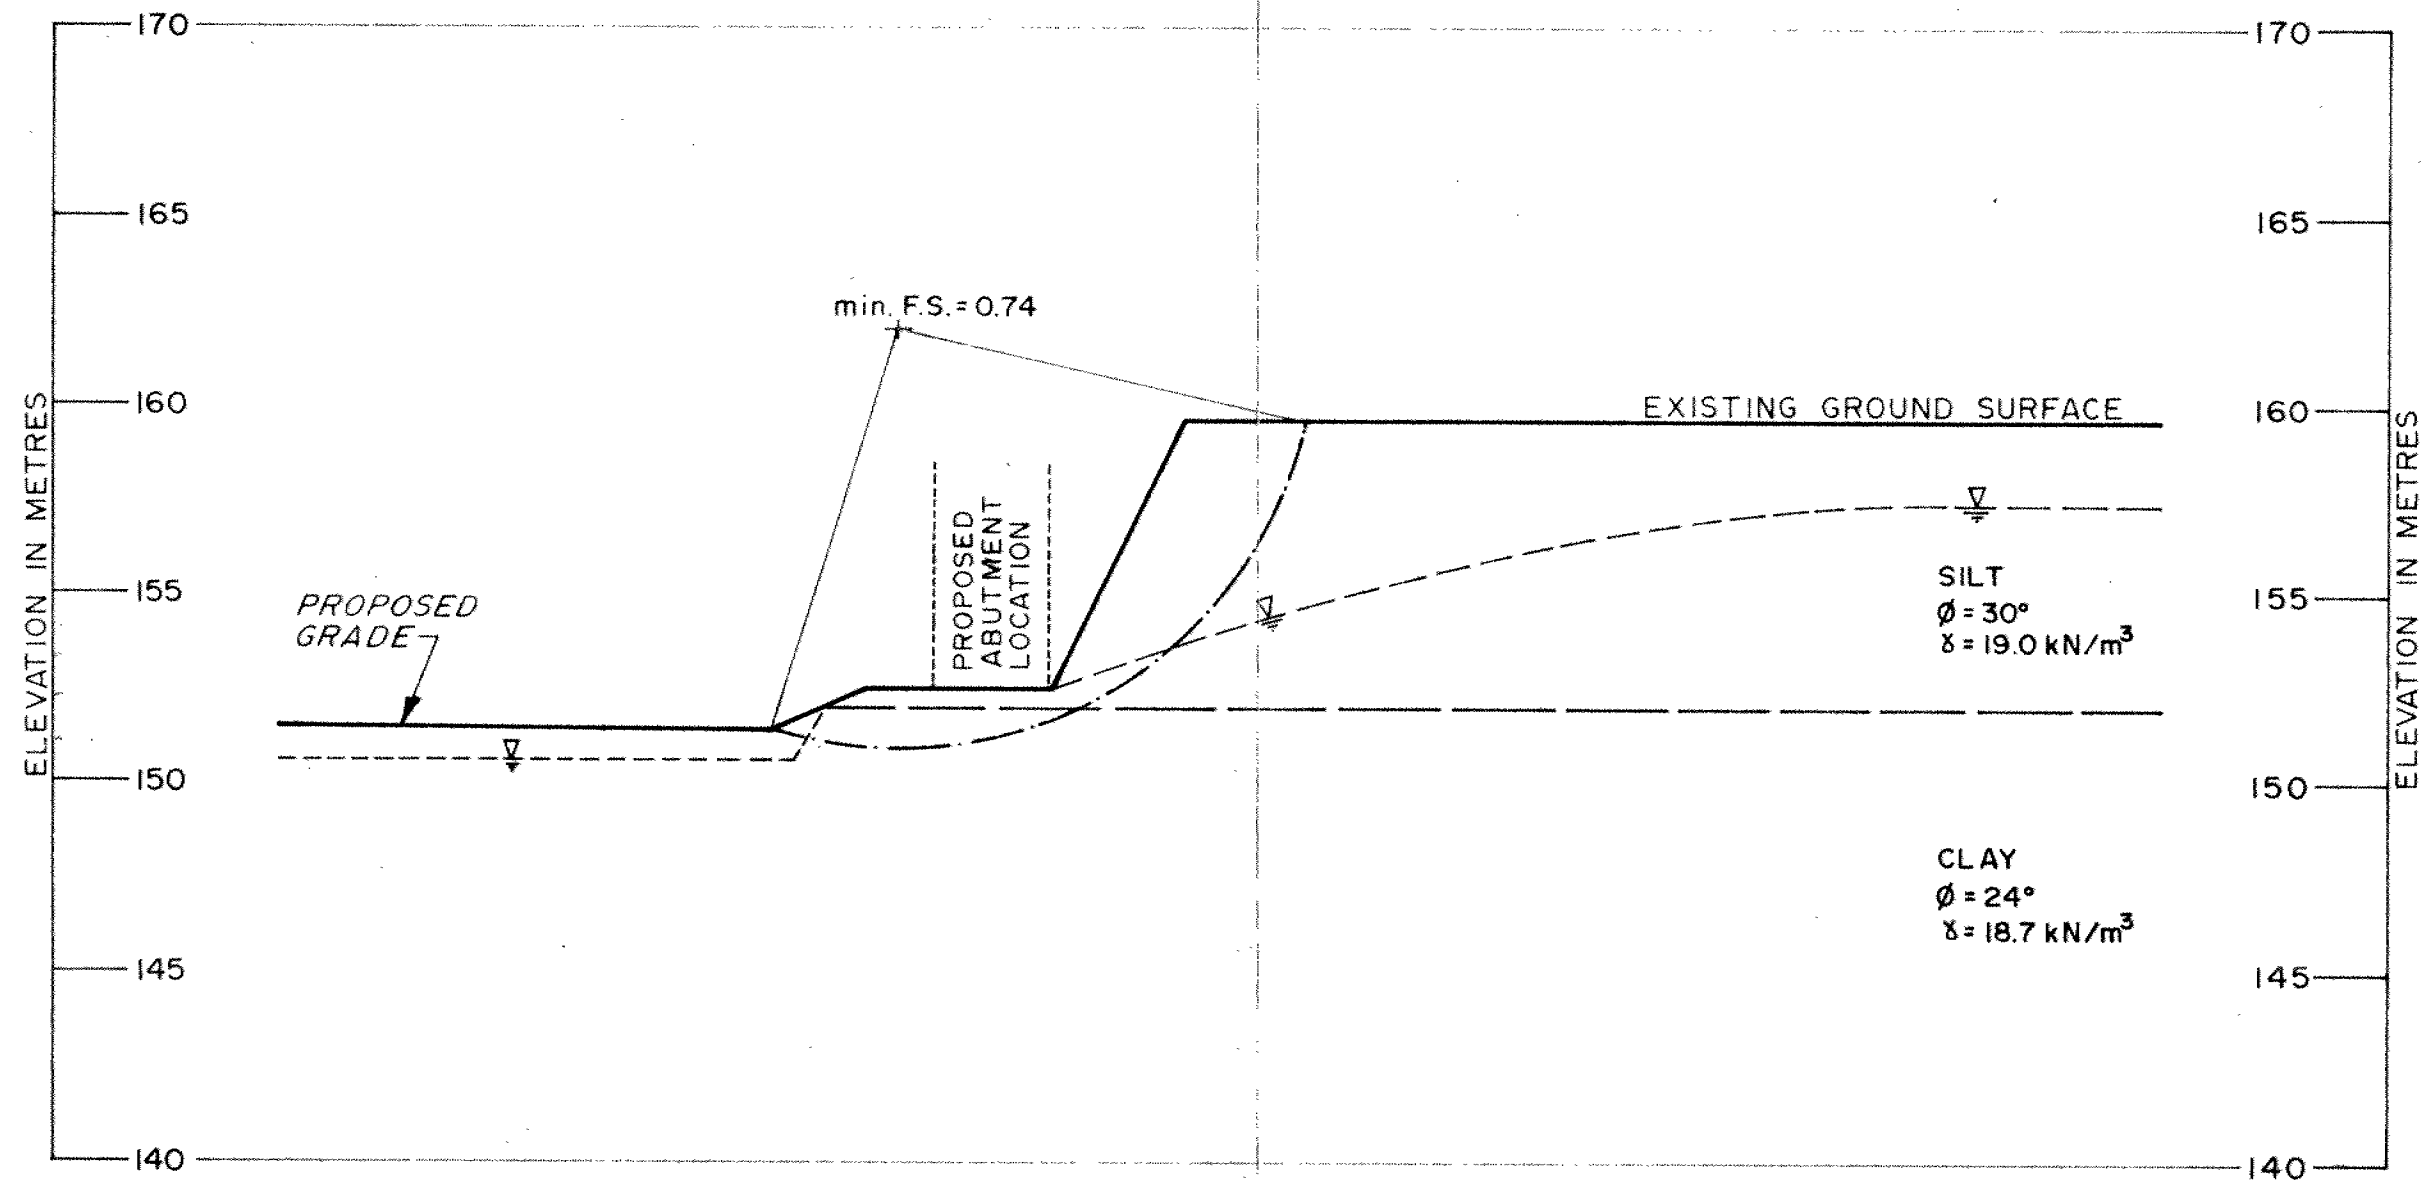 170
165
160
155
150
145
140
ELEVATION IN METRES
min. F.S. = 0.74
PROPOSED
GRADE
PROPOSED
ABUTMENT
LOCATION
EXISTING GROUND SURFACE
SILT
Ø = 30°
γ = 19.0 kN/m³
CLAY
Ø = 24°
γ = 18.7 kN/m³
170
165
160
155
150
145
140
ELEVATION IN METRES